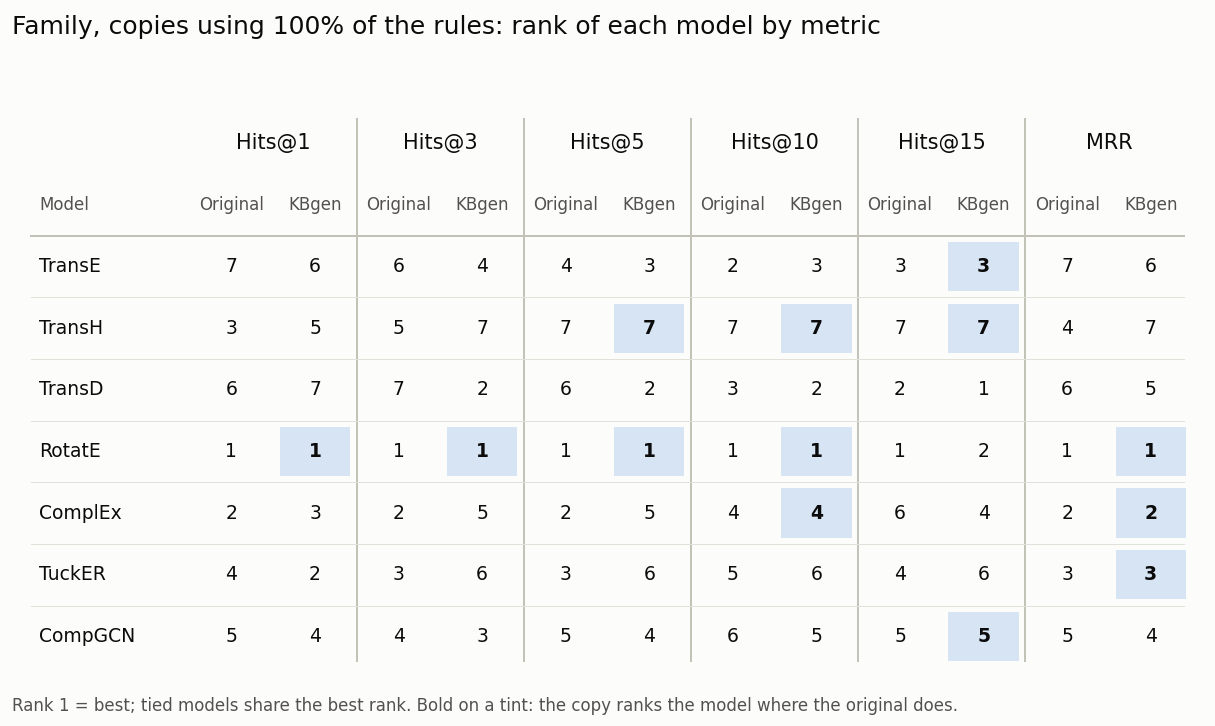 Family, copies using 100% of the rules: rank of each model by metric
Hits@1 Hits@3 Hits@5 Hits@10 Hits@15 MRR
Model Original KBgen Original KBgen Original KBgen Original KBgen Original KBgen Original KBgen
TransE 7 6 6 4 4 3 2 3 3 3 7 6
TransH 3 5 5 7 7 7 7 7 7 7 4 7
TransD 6 7 7 2 6 2 3 2 2 1 6 5
RotatE 1 1 1 1 1 1 1 1 1 2 1 1
ComplEx 2 3 2 5 2 5 4 4 6 4 2 2
TuckER 4 2 3 6 3 6 5 6 4 6 3 3
CompGCN 5 4 4 3 5 4 6 5 5 5 5 4
Rank 1 = best; tied models share the best rank. Bold on a tint: the copy ranks the model where the original does.